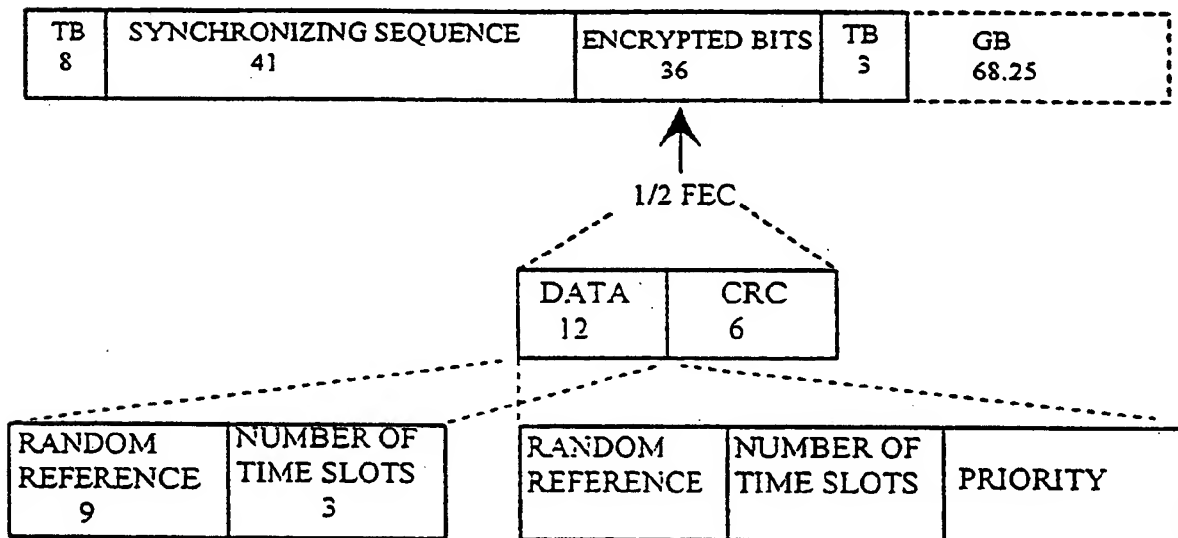 TB
8
SYNCHRONIZING SEQUENCE
41
ENCRYPTED BITS
36
TB
3
GB
68.25
1/2 FEC
DATA
12
CRC
6
RANDOM
REFERENCE
9
NUMBER OF
TIME SLOTS
3
RANDOM
REFERENCE
NUMBER OF
TIME SLOTS
PRIORITY